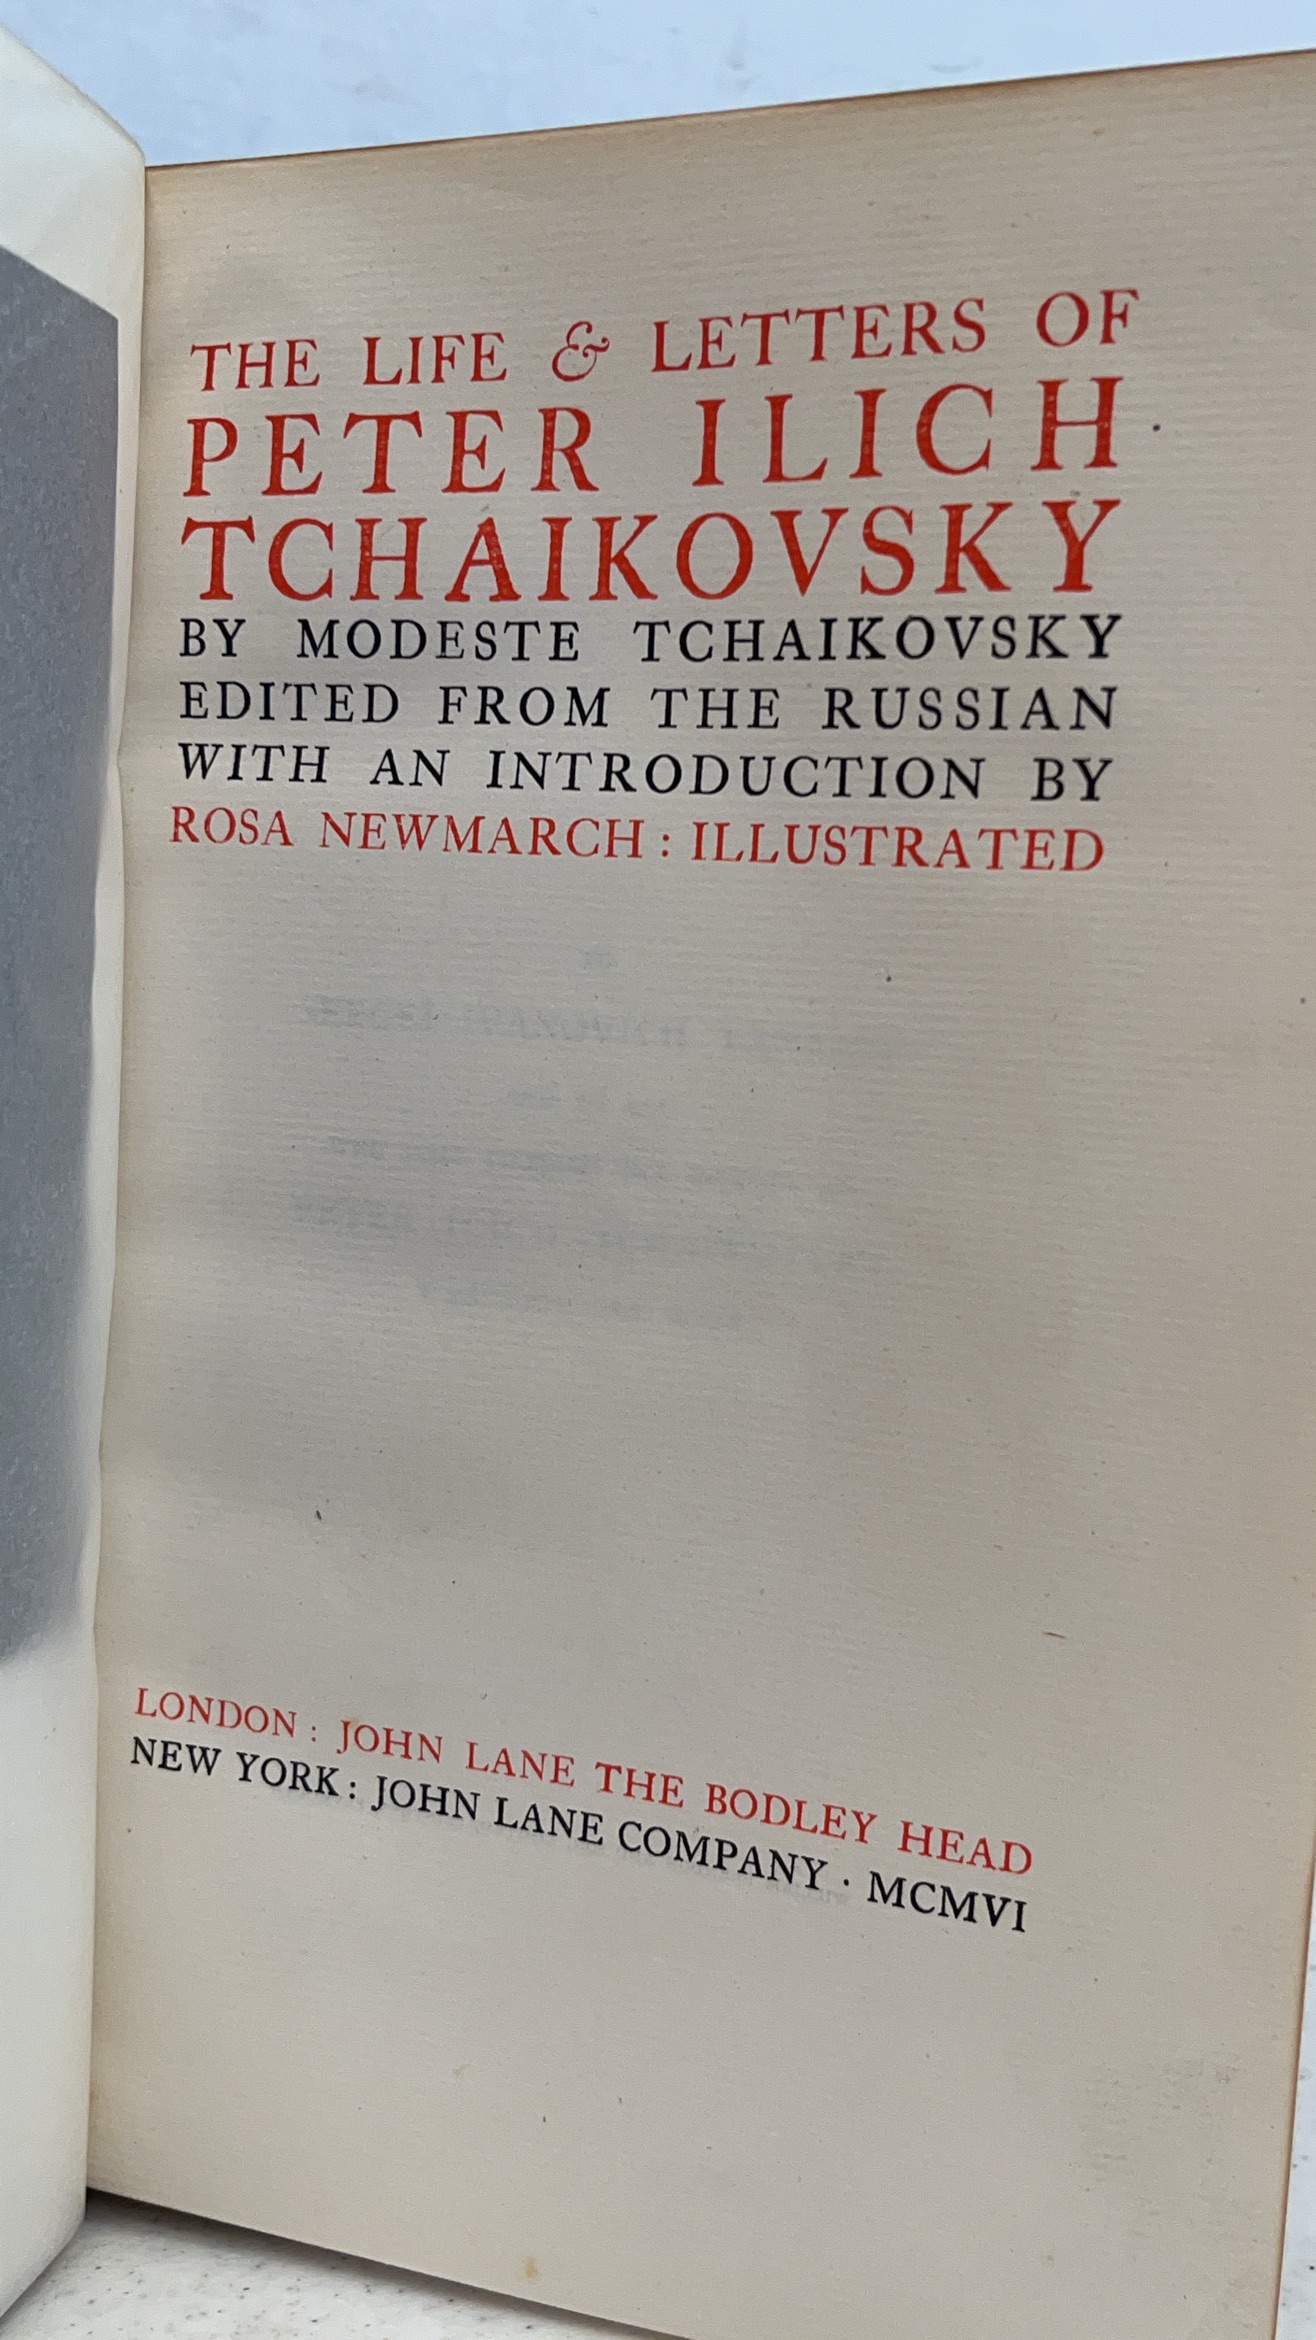 THE LIFE & LETTERS OF
PETER ILICH
TCHAIKOVSKY
BY MODESTE TCHAIKOVSKY
EDITED FROM THE RUSSIAN
WITH AN INTRODUCTION BY
ROSA NEWMARCH : ILLUSTRATED
LONDON : JOHN LANE THE BODLEY HEAD
NEW YORK : JOHN LANE COMPANY · MCMVI